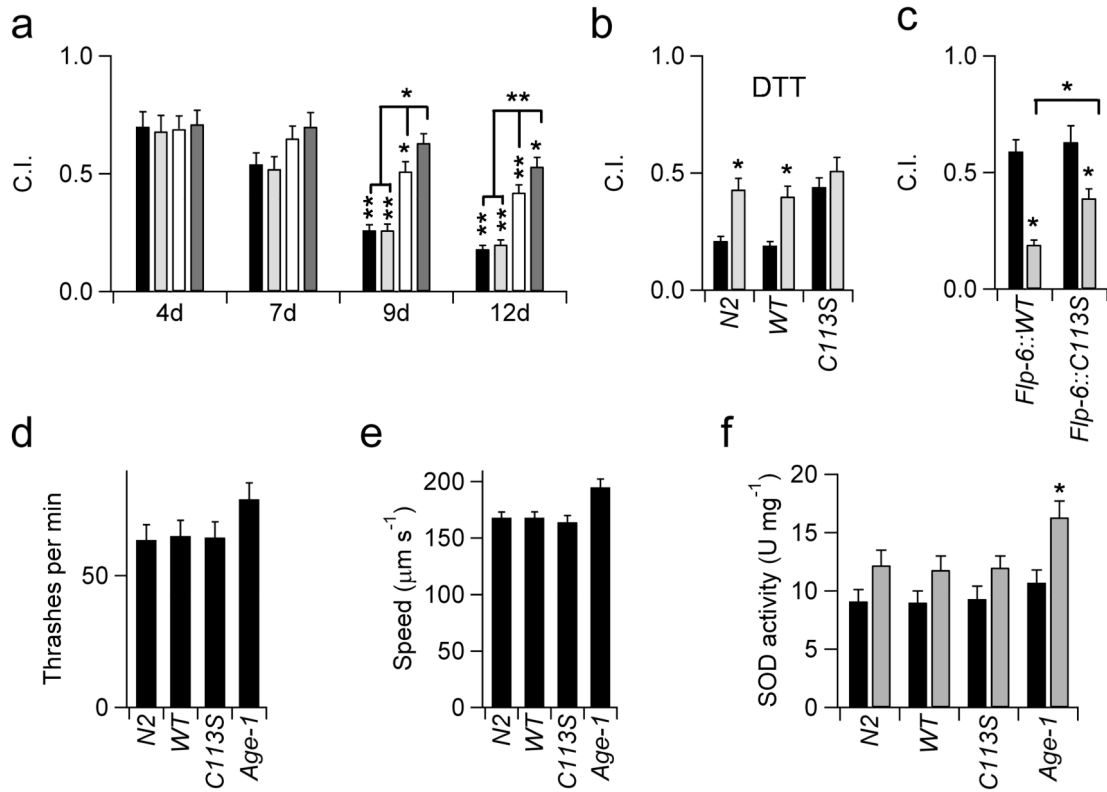 a
C.I.
1.0
0.5
0.0
** ** * * ** ** ** ** *
4d 7d 9d 12d
b
DTT
C.I.
1.0
0.5
0.0
* *
N2 WT C113S
c
C.I.
1.0
0.5
0.0
* * *
Flp-6::WT Flp-6::C113S
d
Thrashes per min
50
0
N2 WT C113S Age-1
e
Speed (μm s-1)
200
150
100
50
0
N2 WT C113S Age-1
f
SOD activity (U mg-1)
20
15
10
5
0
*
N2 WT C113S Age-1